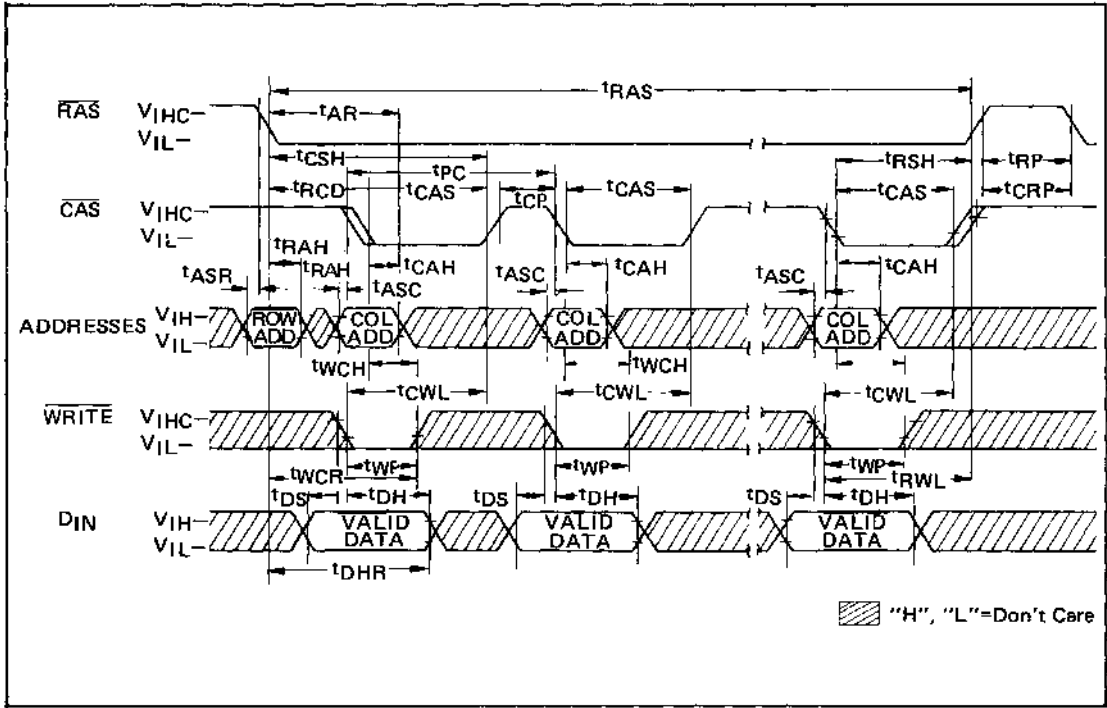 tRAS
RAS VIHC
tAR
VIL
tCSH tRSH tRP
tPC
tRCD tCAS tCP tCAS tCAS tCRP
CAS VIHC
VIL
tRAH
tASR tRAH tCAH tASC tCAH tASC tCAH
tASC
ADDRESSES VIH ROW COL COL COL
VIL ADD ADD ADD ADD
tWCH tWCH
tCWL tCWL tCWL
WRITE VIHC
VIL
tWCR tWP tWP tWP
tRWL
tDS tDH tDS tDH tDS tDH
DIN VIH VALID VALID VALID
VIL DATA DATA DATA
tDHR
"H", "L"=Don't Care